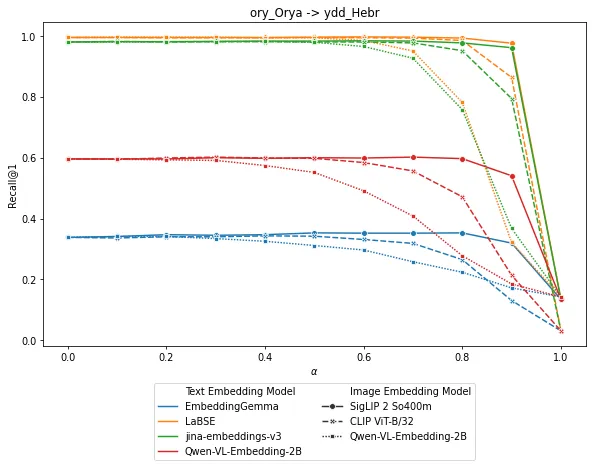 ory_Orya -> ydd_Hebr
Recall@1
1.0
0.8
0.6
0.4
0.2
0.0
0.0 0.2 0.4 0.6 0.8 1.0
α
Text Embedding Model
EmbeddingGemma
LaBSE
jina-embeddings-v3
Qwen-VL-Embedding-2B
Image Embedding Model
SigLIP 2 So400m
CLIP ViT-B/32
Qwen-VL-Embedding-2B